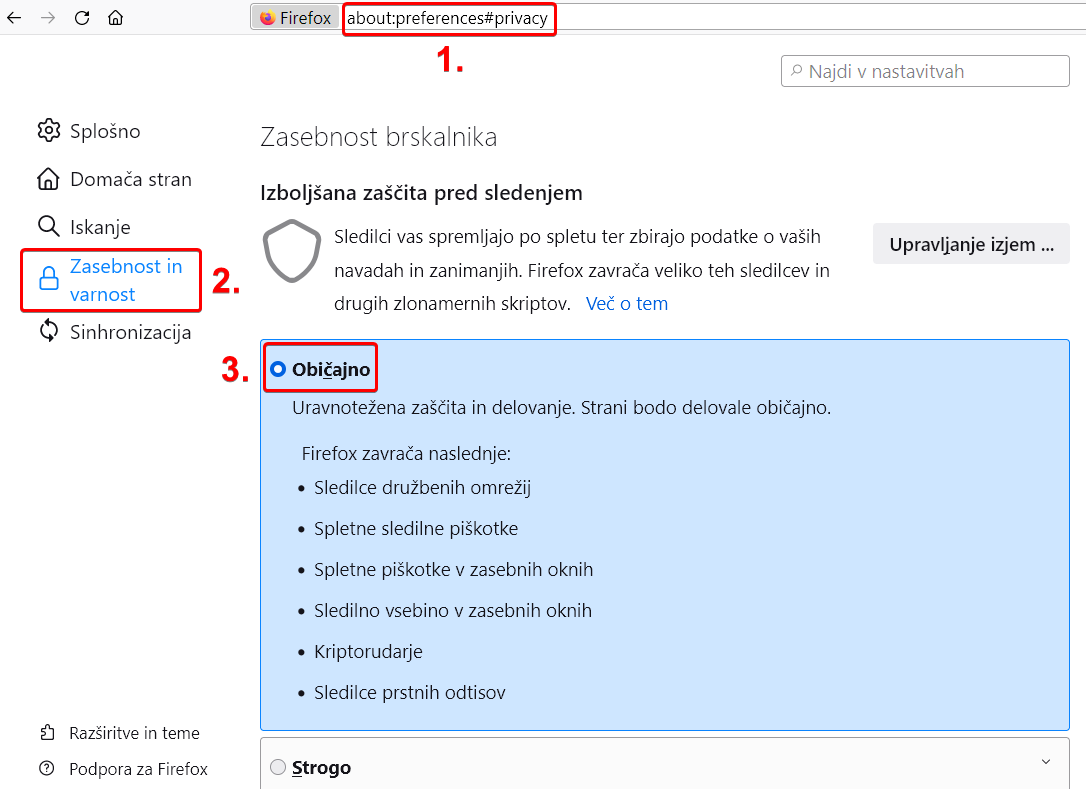 Firefox about:preferences#privacy
1.
Najdi v nastavitvah
Splošno
Domača stran
Iskanje
Zasebnost in
varnost
2.
Sinhronizacija
Razširitve in teme
Podpora za Firefox
Zasebnost brskalnika
Izboljšana zaščita pred sledenjem
Sledilci vas spremljajo po spletu ter zbirajo podatke o vaših
navadah in zanimanjih. Firefox zavrača veliko teh sledilcev in
drugih zlonamernih skriptov. Več o tem
Upravljanje izjem ...
3.
Običajno
Uravnotežena zaščita in delovanje. Strani bodo delovale običajno.
Firefox zavrača naslednje:
• Sledilce družbenih omrežij
• Spletne sledilne piškotke
• Spletne piškotke v zasebnih oknih
• Sledilno vsebino v zasebnih oknih
• Kriptorudarje
• Sledilce prstnih odtisov
Strogo